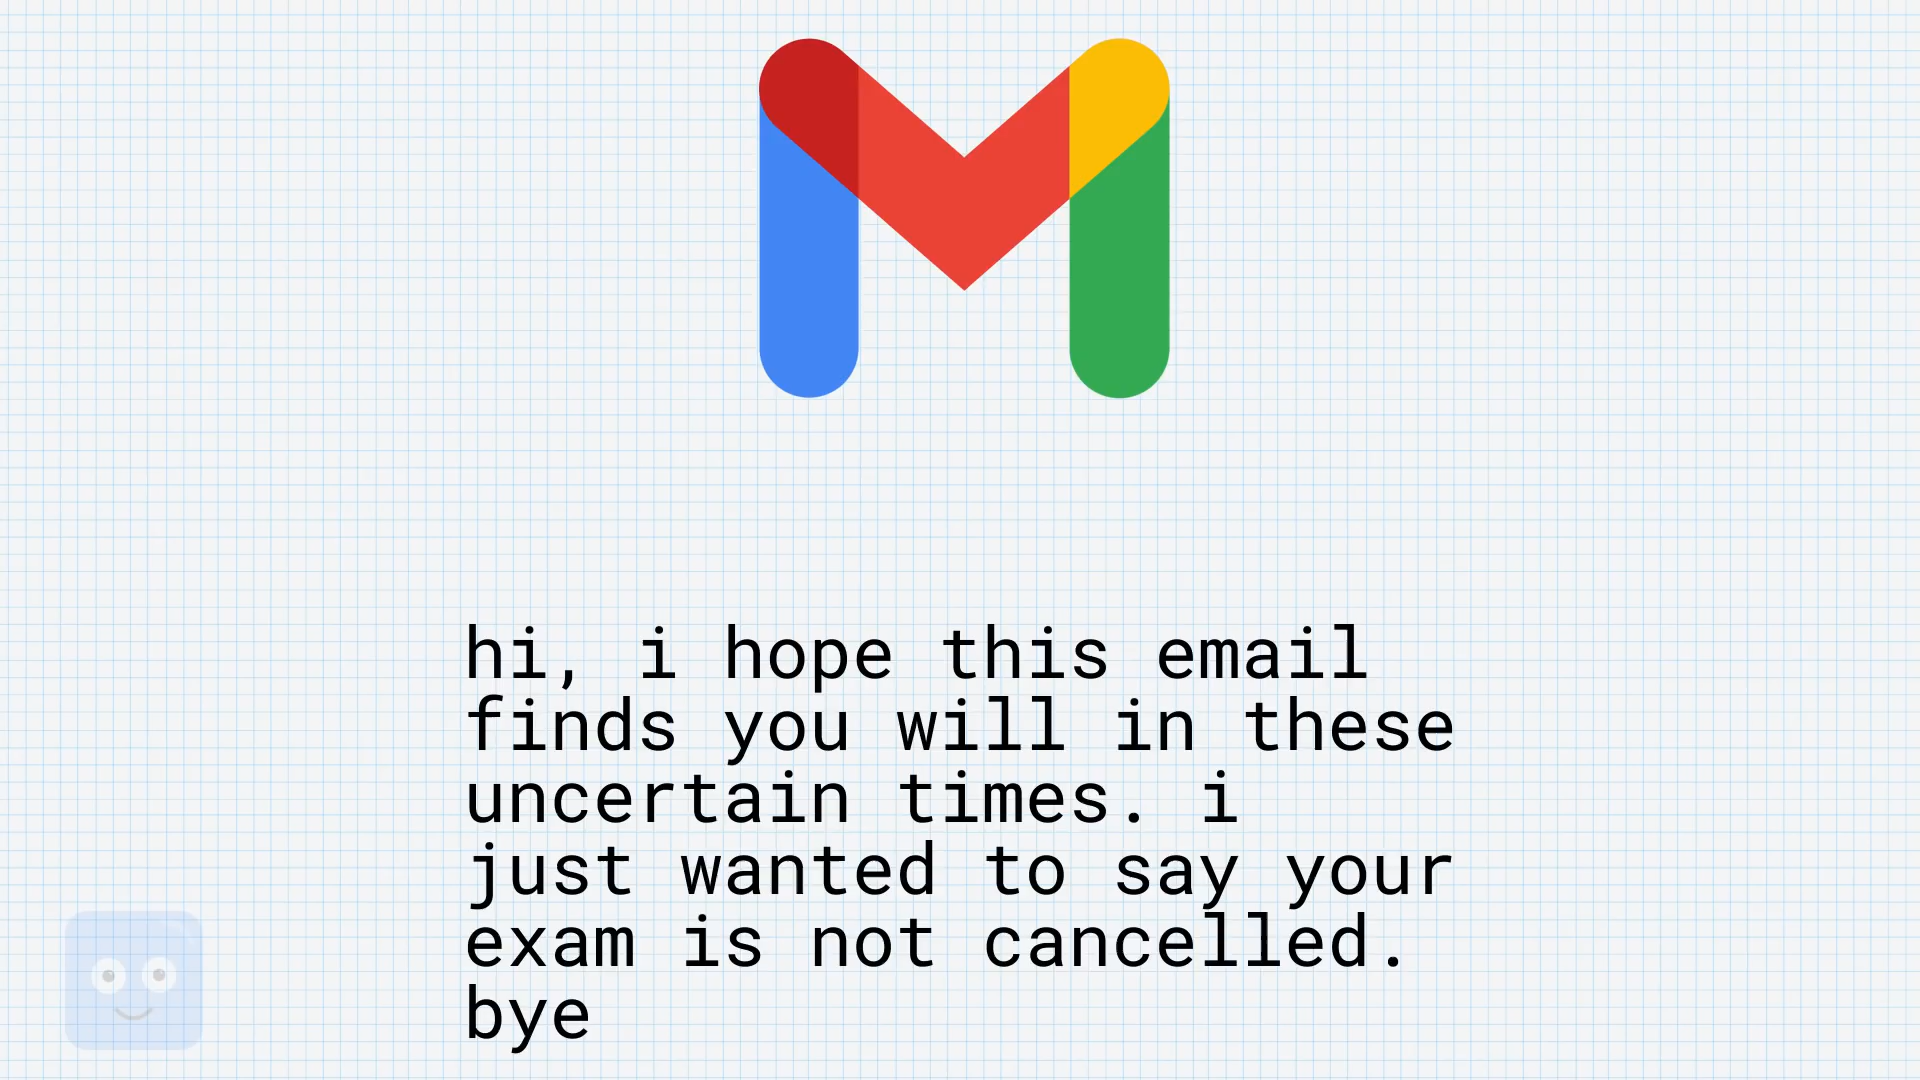 hi, i hope this email
finds you will in these
uncertain times. i
just wanted to say your
exam is not cancelled.
bye